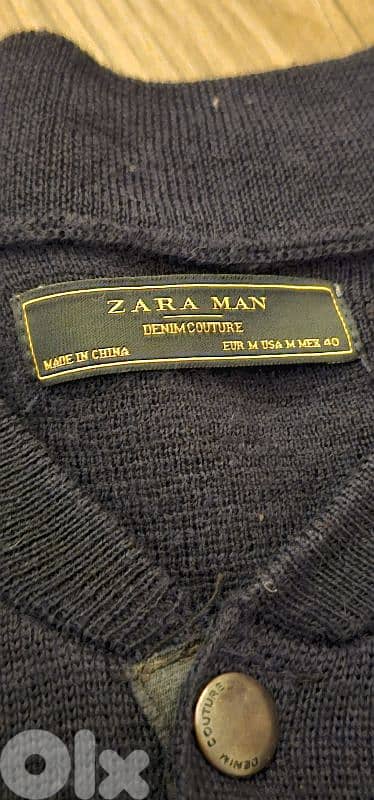 ZARA MAN
DENIM COUTURE
EUR M USA M MEX 40
MADE IN CHINA
DENIM COUTURE
OLX